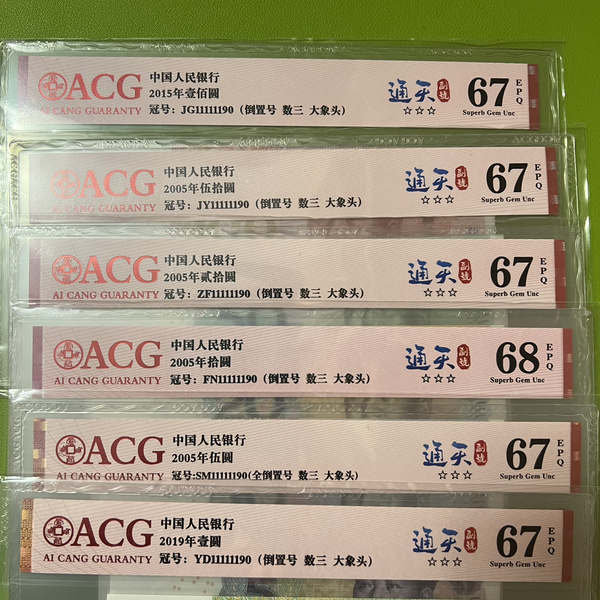 ACG
AI CANG GUARANTY
中国人民银行
2015年壹佰圆
冠号：JG11111190（倒置号 数三 大象头）
通天
副號
☆☆☆
67
EPQ
Superb Gem Unc
ACG
AI CANG GUARANTY
中国人民银行
2005年伍拾圆
冠号：JY11111190（倒置号 数三 大象头）
通天
副號
☆☆☆
67
EPQ
Superb Gem Unc
ACG
AI CANG GUARANTY
中国人民银行
2005年贰拾圆
冠号：ZF11111190（倒置号 数三 大象头）
通天
副號
☆☆☆
67
EPQ
Superb Gem Unc
ACG
AI CANG GUARANTY
中国人民银行
2005年拾圆
冠号：FN11111190（倒置号 数三 大象头）
通天
副號
☆☆☆
68
EPQ
Superb Gem Unc
ACG
AI CANG GUARANTY
中国人民银行
2005年伍圆
冠号:SM11111190(全倒置号 数三 大象头）
通天
副號
☆☆☆
67
EPQ
Superb Gem Unc
ACG
AI CANG GUARANTY
中国人民银行
2019年壹圆
冠号：YD11111190（倒置号 数三 大象头）
通天
副號
☆☆☆
67
EPQ
Superb Gem Unc